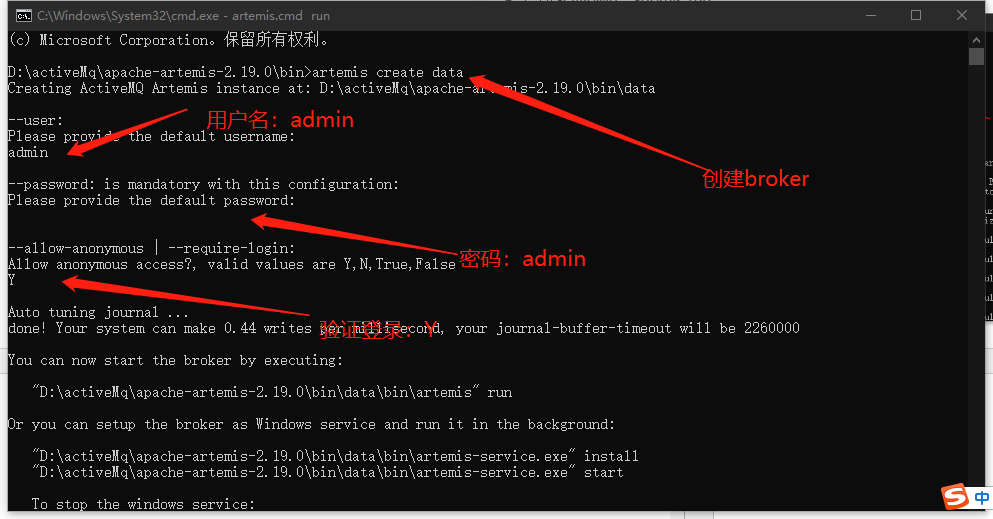 C:\Windows\System32\cmd.exe - artemis.cmd run
(c) Microsoft Corporation。保留所有权利。
D:\activeMq\apache-artemis-2.19.0\bin>artemis create data
Creating ActiveMQ Artemis instance at: D:\activeMq\apache-artemis-2.19.0\bin\data
--user:
用户名：admin
Please provide the default username:
admin
--password: is mandatory with this configuration:
创建broker
Please provide the default password:
--allow-anonymous | --require-login:
密码：admin
Allow anonymous access?, valid values are Y,N,True,False
Y
Auto tuning journal ...
验证登录：Y
done! Your system can make 0.44 writes per millisecond, your journal-buffer-timeout will be 2260000
You can now start the broker by executing:
"D:\activeMq\apache-artemis-2.19.0\bin\data\bin\artemis" run
Or you can setup the broker as Windows service and run it in the background:
"D:\activeMq\apache-artemis-2.19.0\bin\data\bin\artemis-service.exe" install
"D:\activeMq\apache-artemis-2.19.0\bin\data\bin\artemis-service.exe" start
To stop the windows service:
S 中